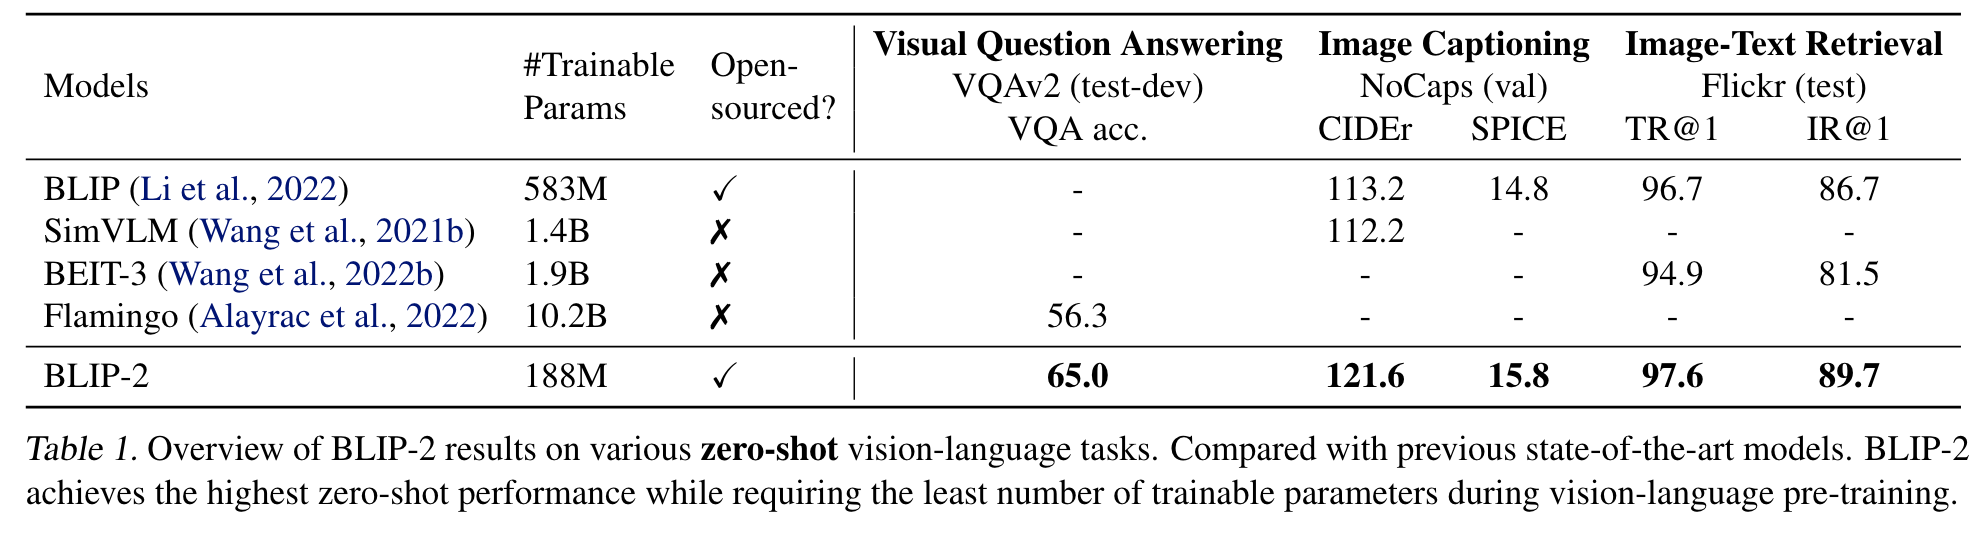 Models #Trainable Params Open-sourced? Visual Question Answering Image Captioning Image-Text Retrieval
VQAv2 (test-dev) NoCaps (val) Flickr (test)
VQA acc. CIDEr SPICE TR@1 IR@1
BLIP (Li et al., 2022) 583M ✓ - 113.2 14.8 96.7 86.7
SimVLM (Wang et al., 2021b) 1.4B ✗ - 112.2 - - -
BEIT-3 (Wang et al., 2022b) 1.9B ✗ - - - 94.9 81.5
Flamingo (Alayrac et al., 2022) 10.2B ✗ 56.3 - - - -
BLIP-2 188M ✓ 65.0 121.6 15.8 97.6 89.7
Table 1. Overview of BLIP-2 results on various zero-shot vision-language tasks. Compared with previous state-of-the-art models. BLIP-2
achieves the highest zero-shot performance while requiring the least number of trainable parameters during vision-language pre-training.